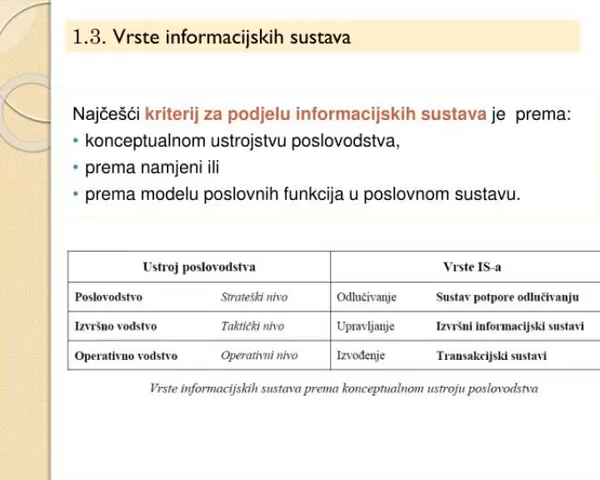 1.3. Vrste informacijskih sustava
Najčešći kriterij za podjelu informacijskih sustava je prema:
• konceptualnom ustrojstvu poslovodstva,
• prema namjeni ili
• prema modelu poslovnih funkcija u poslovnom sustavu.
Ustroj poslovodstva Vrste IS-a
Poslovodstvo Strateški nivo Odlučivanje Sustav potpore odlučivanju
Izvršno vodstvo Taktički nivo Upravljanje Izvršni informacijski sustavi
Operativno vodstvo Operativni nivo Izvođenje Transakcijski sustavi
Vrste informacijskih sustava prema konceptualnom ustroju poslovodstva